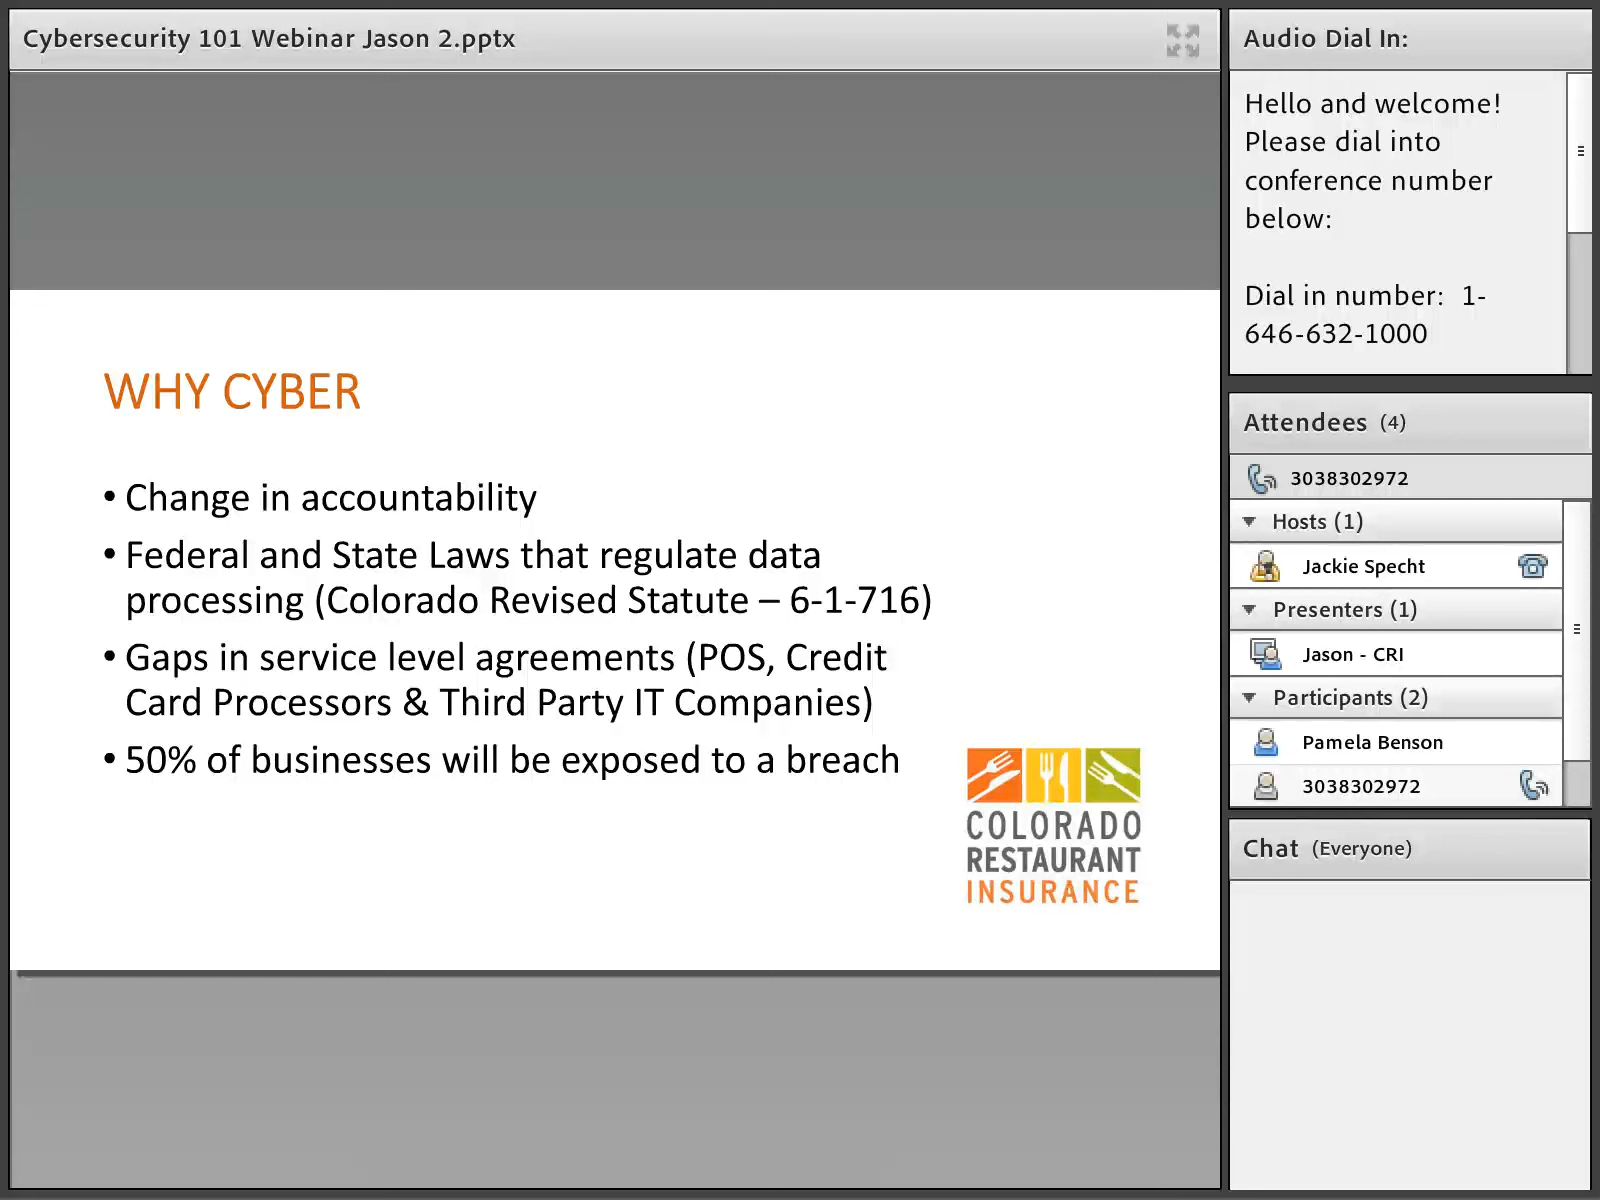 Cybersecurity 101 Webinar Jason 2.pptx
WHY CYBER
• Change in accountability
• Federal and State Laws that regulate data
processing (Colorado Revised Statute – 6-1-716)
• Gaps in service level agreements (POS, Credit
Card Processors & Third Party IT Companies)
• 50% of businesses will be exposed to a breach
COLORADO
RESTAURANT
INSURANCE
Audio Dial In:
Hello and welcome!
Please dial into
conference number
below:
Dial in number: 1-
646-632-1000
Attendees (4)
3038302972
Hosts (1)
Jackie Specht
Presenters (1)
Jason - CRI
Participants (2)
Pamela Benson
3038302972
Chat (Everyone)